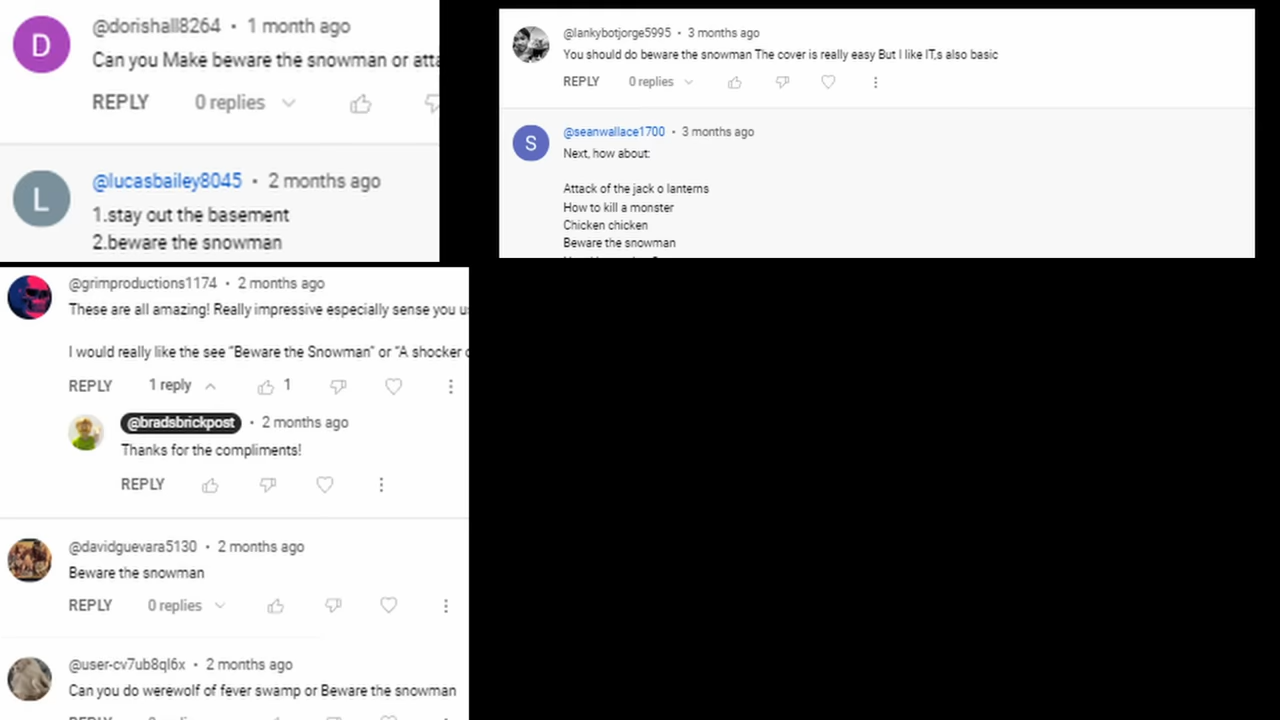 @dorishall8264 • 1 month ago
Can you Make beware the snowman or
REPLY 0 replies
L
@lucasbailey8045 • 2 months ago
1.stay out the basement
2.beware the snowman
D
@lankybotjorge5995 • 3 months ago
You should do beware the snowman The cover is really easy But I like IT,s also basic
REPLY 0 replies
S
@seanwallace1700 • 3 months ago
Next, how about:
Attack of the jack o lanterns
How to kill a monster
Chicken chicken
Beware the snowman
@grimproductions1174 • 2 months ago
These are all amazing! Really impressive especially sense you
I would really like the see “Beware the Snowman” or “A shocker
REPLY 1 reply 1
@bradsbrickpost • 2 months ago
Thanks for the compliments!
REPLY
@davidguevara5130 • 2 months ago
Beware the snowman
REPLY 0 replies
@user-cv7ub8ql6x • 2 months ago
Can you do werewolf of fever swamp or Beware the snowman